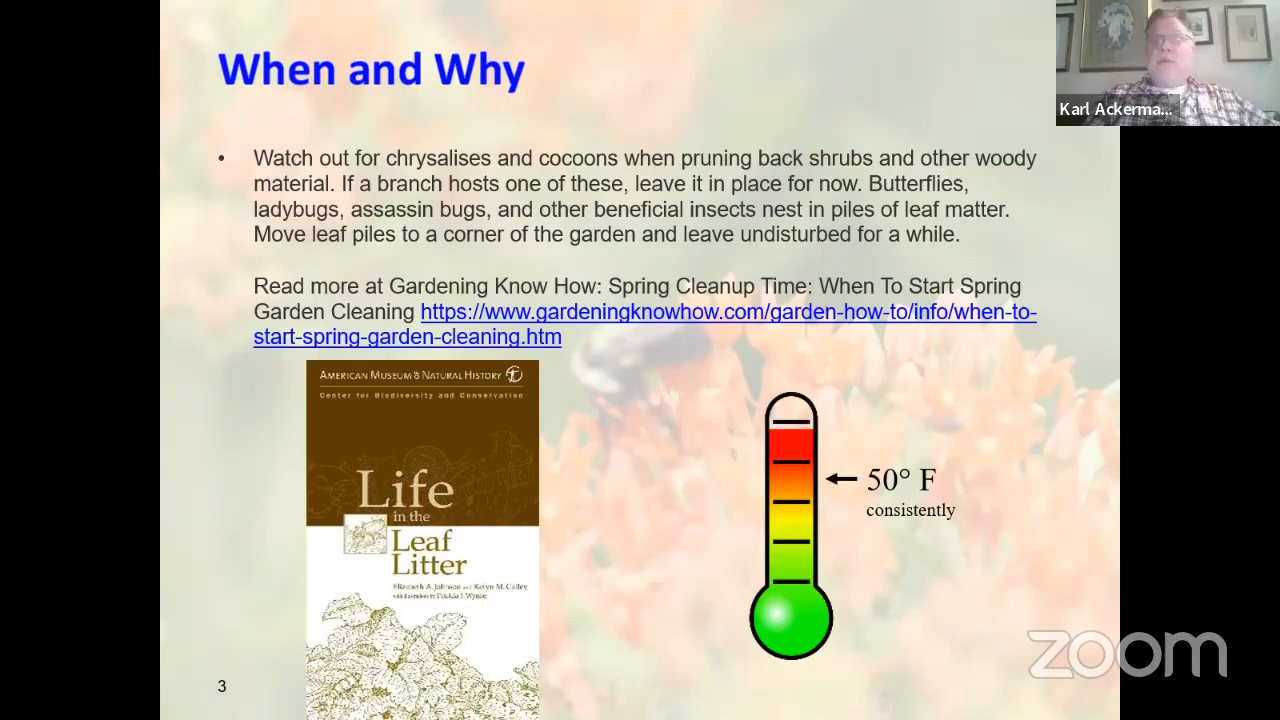 When and Why
Karl Ackerma...
• Watch out for chrysalises and cocoons when pruning back shrubs and other woody
material. If a branch hosts one of these, leave it in place for now. Butterflies,
ladybugs, assassin bugs, and other beneficial insects nest in piles of leaf matter.
Move leaf piles to a corner of the garden and leave undisturbed for a while.
Read more at Gardening Know How: Spring Cleanup Time: When To Start Spring
Garden Cleaning https://www.gardeningknowhow.com/garden-how-to/info/when-to-
start-spring-garden-cleaning.htm
AMERICAN MUSEUM & NATURAL HISTORY
Center for Biodiversity and Conservation
Life
in the
Leaf
Litter
Elizabeth A. Johnson and Kefyn M. Catley
with illustrations by Patricia J. Wynne
50° F
consistently
3
zoom